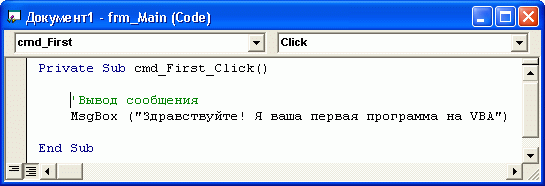 Документ1 - frm_Main (Code)
cmd_First Click
Private Sub cmd_First_Click()
'Вывод сообщения
MsgBox ("Здравствуйте! Я ваша первая программа на VBA")
End Sub